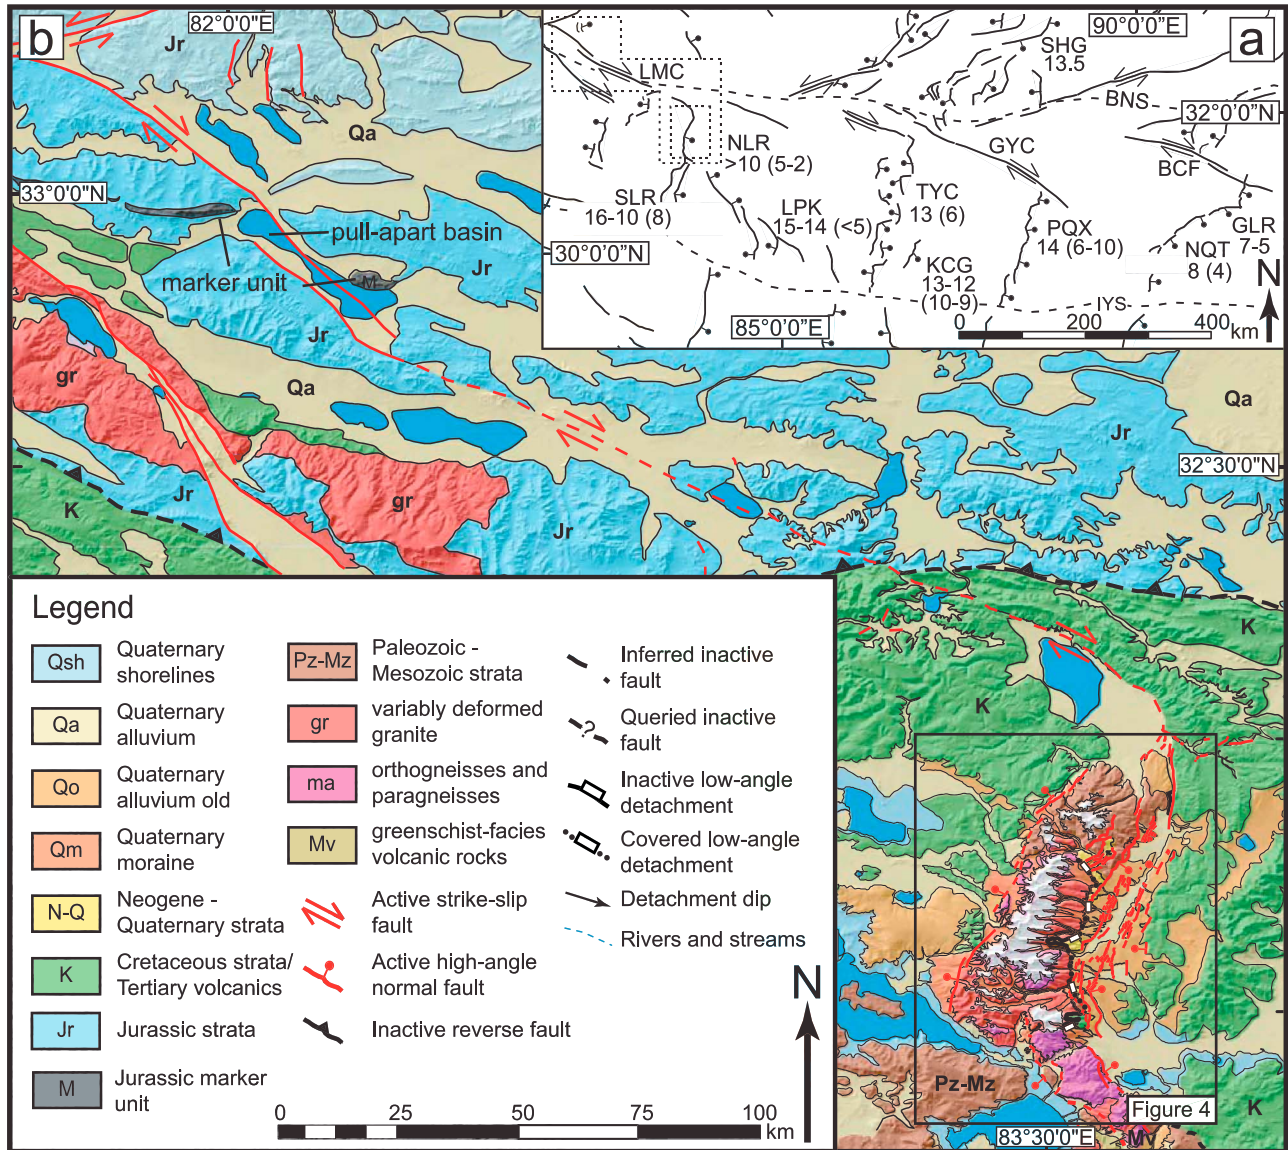 b
82°0'0"E
Jr
Qa
33°0'0"N
pull-apart basin
marker unit
M
Jr
Jr
gr
Qa
Qa
Jr
32°30'0"N
Jr
gr
Jr
K
K
K
Pz-Mz
Figure 4
83°30'0"E
Mv
K
a
90°0'0"E
SHG
13.5
LMC
BNS
32°0'0"N
NLR
>10 (5-2)
GYC
BCF
SLR
16-10 (8)
LPK
15-14 (<5)
TYC
13 (6)
PQX
14 (6-10)
GLR
7-5
NQT
8 (4)
30°0'0"N
KCG
13-12
(10-9)
IYS
N
85°0'0"E
0 200 400
km
Legend
Qsh Quaternary
shorelines
Qa Quaternary
alluvium
Qo Quaternary
alluvium old
Qm Quaternary
moraine
N-Q Neogene -
Quaternary strata
K Cretaceous strata/
Tertiary volcanics
Jr Jurassic strata
M Jurassic marker
unit
Pz-Mz Paleozoic -
Mesozoic strata
gr variably deformed
granite
ma orthogneisses and
paragneisses
Mv greenschist-facies
volcanic rocks
Active strike-slip
fault
Active high-angle
normal fault
Inactive reverse fault
Inferred inactive
fault
? Queried inactive
fault
Inactive low-angle
detachment
Covered low-angle
detachment
Detachment dip
Rivers and streams
N
0 25 50 75 100
km